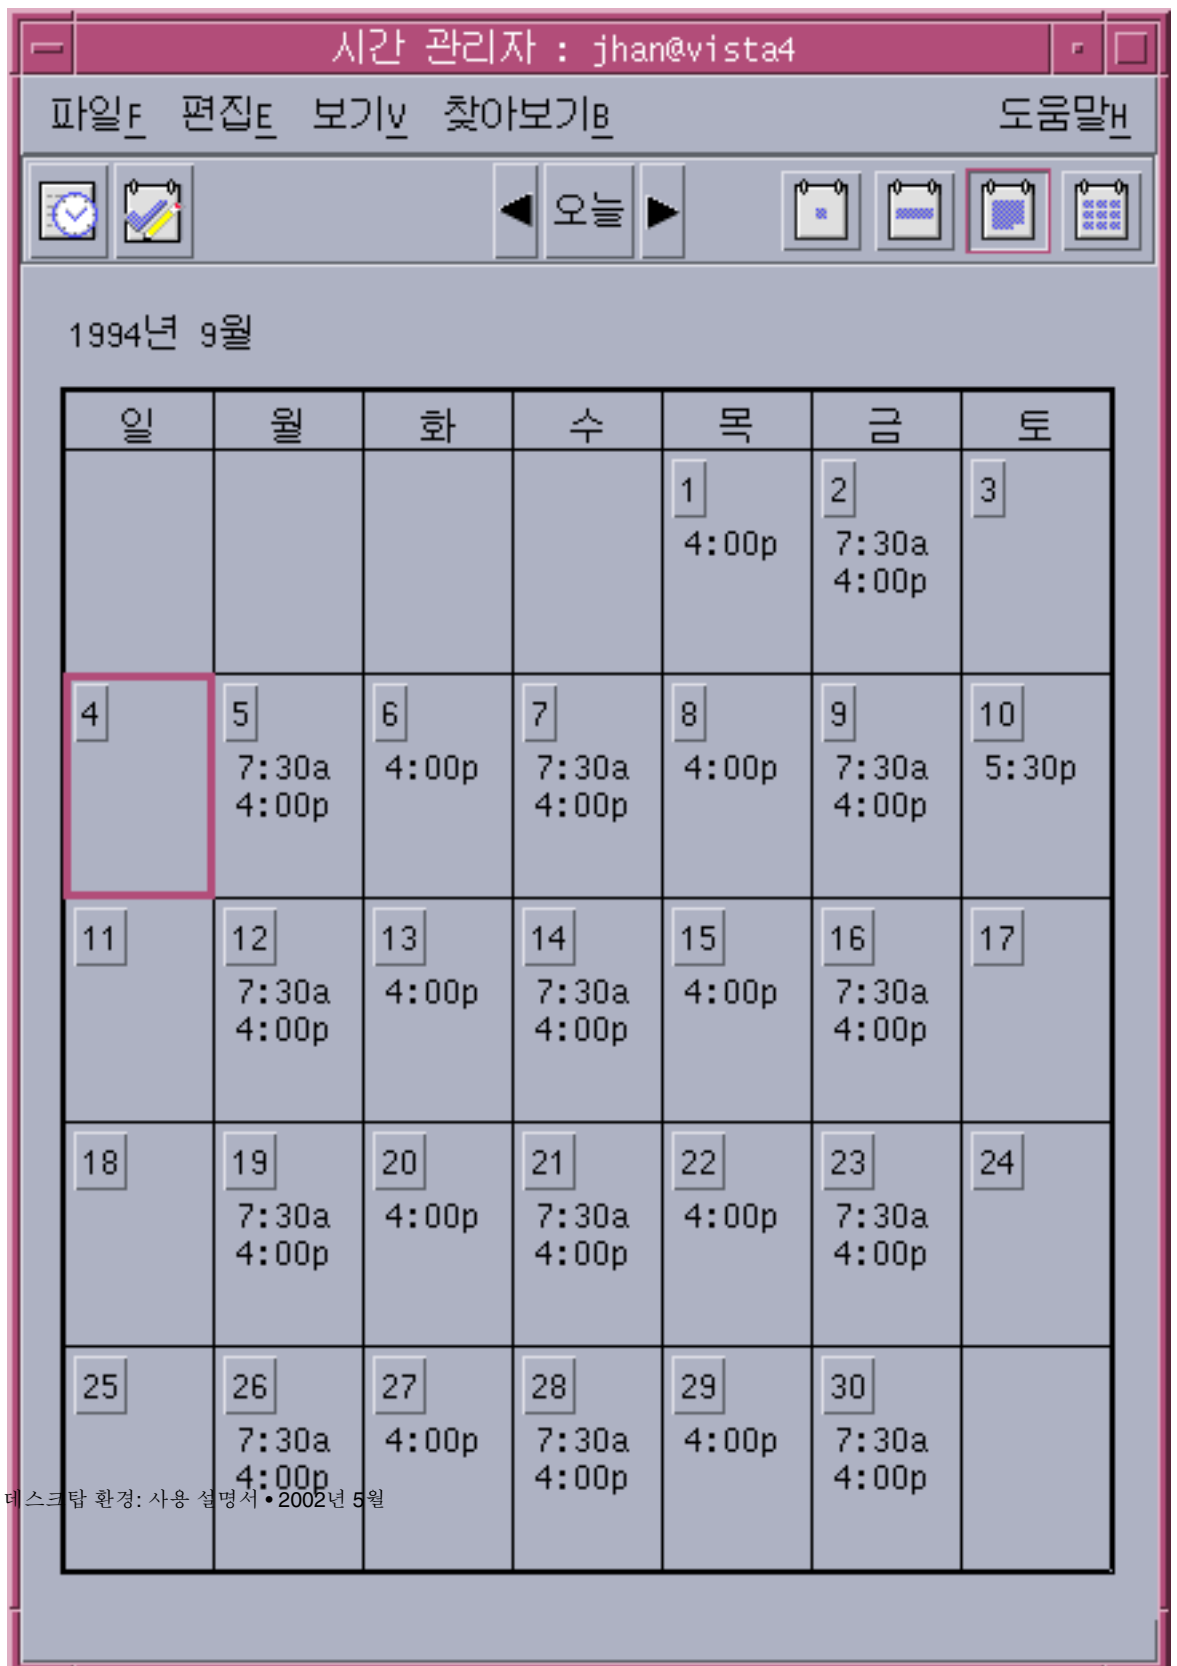 시간 관리자 : jhan@vista4
파일F 편집E 보기V 찾아보기B 도움말H
오늘
1994년 9월
일 월 화 수 목 금 토
1 2 3
4:00p 7:30a
4:00p
4 5 6 7 8 9 10
7:30a 4:00p 7:30a 4:00p 7:30a 5:30p
4:00p 4:00p 4:00p
11 12 13 14 15 16 17
7:30a 4:00p 7:30a 4:00p 7:30a
4:00p 4:00p 4:00p
18 19 20 21 22 23 24
7:30a 4:00p 7:30a 4:00p 7:30a
4:00p 4:00p 4:00p
25 26 27 28 29 30
7:30a 4:00p 7:30a 4:00p 7:30a
4:00p 4:00p 4:00p
데스크탑 환경: 사용 설명서 • 2002년 5월